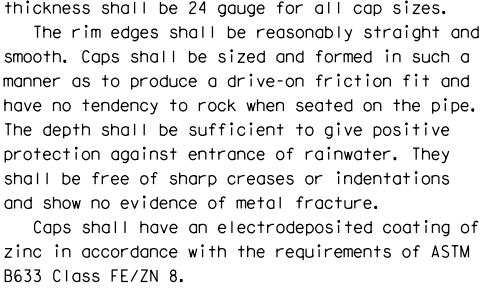 thickness shall be 24 gauge for all cap sizes.
The rim edges shall be reasonably straight and
smooth. Caps shall be sized and formed in such a
manner as to produce a drive-on friction fit and
have no tendency to rock when seated on the pipe.
The depth shall be sufficient to give positive
protection against entrance of rainwater. They
shall be free of sharp creases or indentations
and show no evidence of metal fracture.
Caps shall have an electrodeposited coating of
zinc in accordance with the requirements of ASTM
B633 Class FE/ZN 8.